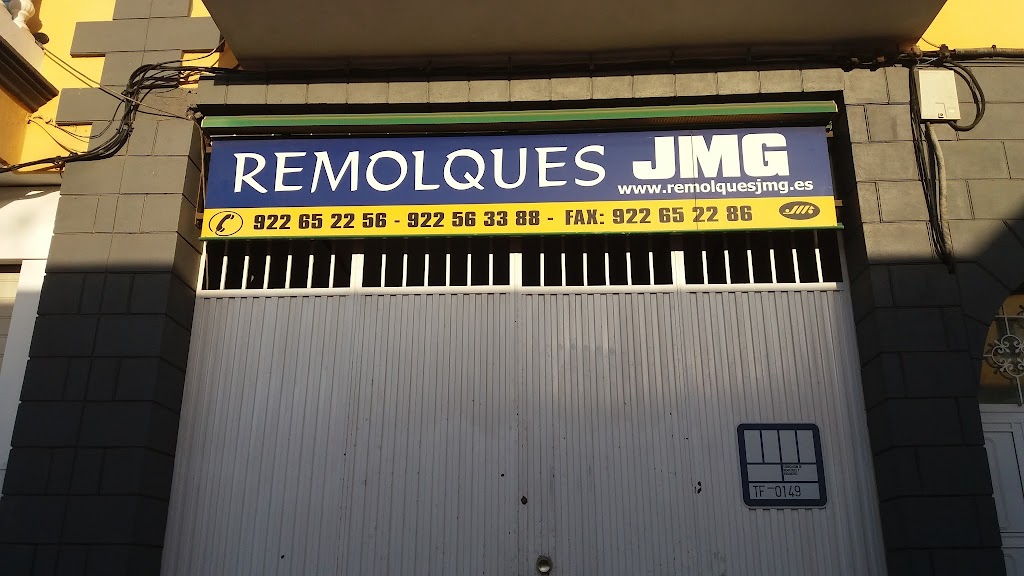 REMOLQUES JMG
www.remolquesjmg.es
922 65 22 56 - 922 56 33 88 - FAX: 922 65 22 86
TF-0149